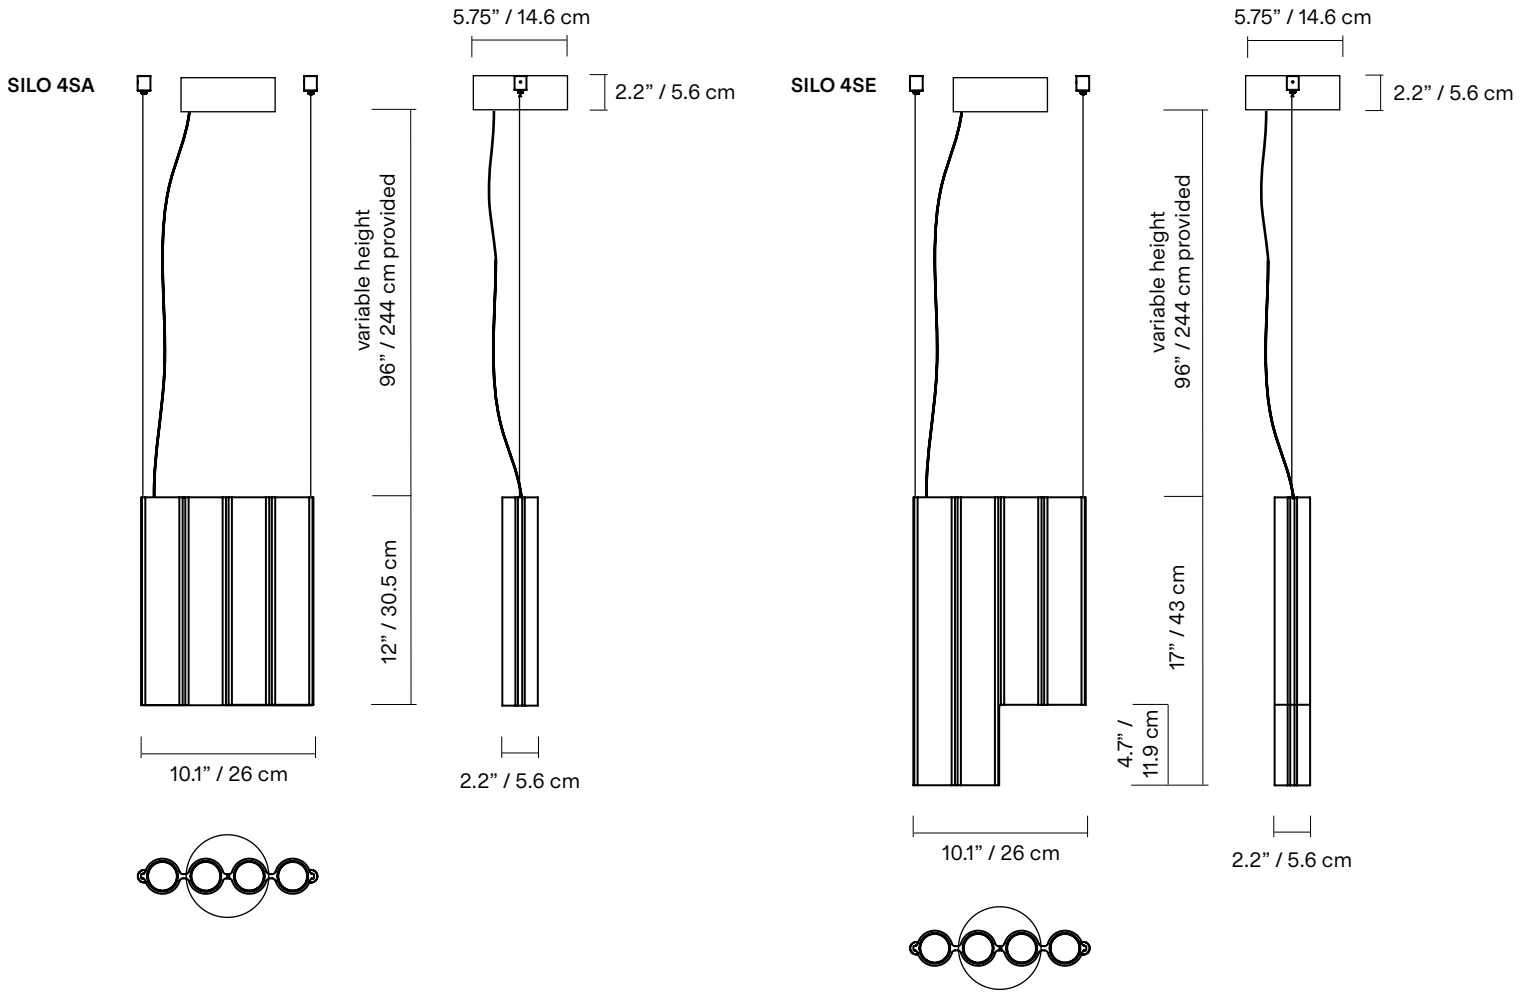 SILO 4SA
5.75” / 14.6 cm
2.2” / 5.6 cm
variable height
96” / 244 cm provided
12” / 30.5 cm
10.1” / 26 cm
2.2” / 5.6 cm
SILO 4SE
5.75” / 14.6 cm
2.2” / 5.6 cm
variable height
96” / 244 cm provided
17” / 43 cm
4.7” /
11.9 cm
10.1” / 26 cm
2.2” / 5.6 cm